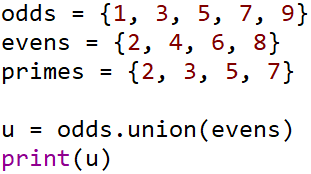 odds = {1, 3, 5, 7, 9}
evens = {2, 4, 6, 8}
primes = {2, 3, 5, 7}
u = odds.union(evens)
print(u)